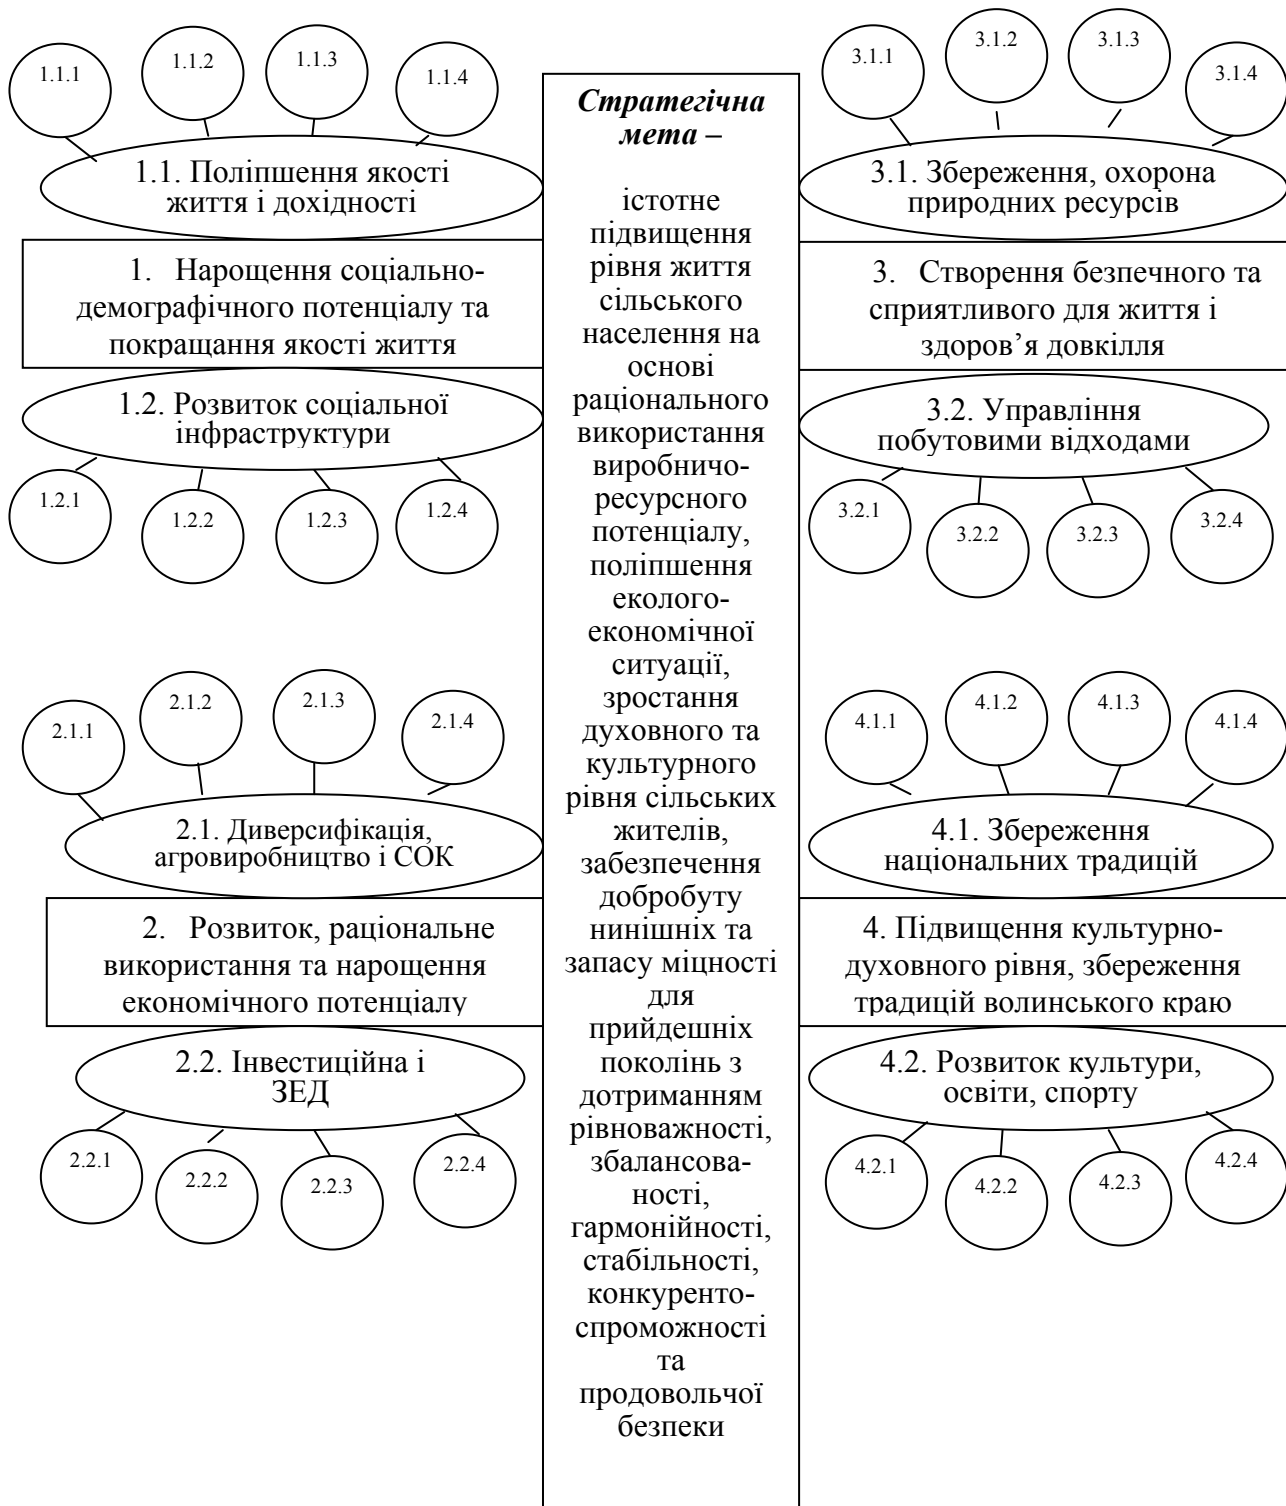 1.1.1
1.1.2
1.1.3
1.1.4
1.1. Поліпшення якості
життя і дохідності
1. Нарощення соціально-
демографічного потенціалу та
покращання якості життя
1.2. Розвиток соціальної
інфраструктури
1.2.1
1.2.2
1.2.3
1.2.4
2.1.1
2.1.2
2.1.3
2.1.4
2.1. Диверсифікація,
агровиробництво і СОК
2. Розвиток, раціональне
використання та нарощення
економічного потенціалу
2.2. Інвестиційна і
ЗЕД
2.2.1
2.2.2
2.2.3
2.2.4
Стратегічна
мета –
істотне
підвищення
рівня життя
сільського
населення на
основі
раціонального
використання
виробничо-
ресурсного
потенціалу,
поліпшення
еколого-
економічної
ситуації,
зростання
духовного та
культурного
рівня сільських
жителів,
забезпечення
добробуту
нинішніх та
запасу міцності
для
прийдешніх
поколінь з
дотриманням
рівноважності,
збалансова-
ності,
гармонійності,
стабільності,
конкуренто-
спроможності
та
продовольчої
безпеки
3.1.1
3.1.2
3.1.3
3.1.4
3.1. Збереження, охорона
природних ресурсів
3. Створення безпечного та
сприятливого для життя і
здоров’я довкілля
3.2. Управління
побутовими відходами
3.2.1
3.2.2
3.2.3
3.2.4
4.1.1
4.1.2
4.1.3
4.1.4
4.1. Збереження
національних традицій
4. Підвищення культурно-
духовного рівня, збереження
традицій волинського краю
4.2. Розвиток культури,
освіти, спорту
4.2.1
4.2.2
4.2.3
4.2.4